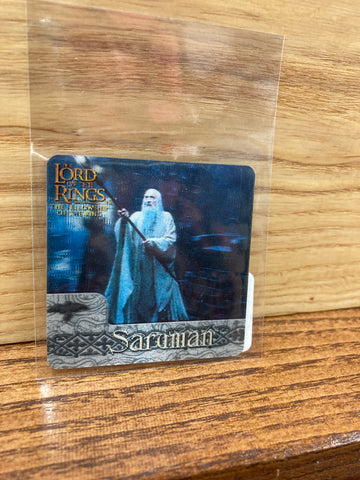 THE
LORD
OF THE
RINGS
THE FELLOWSHIP
OF THE RING
Saruman